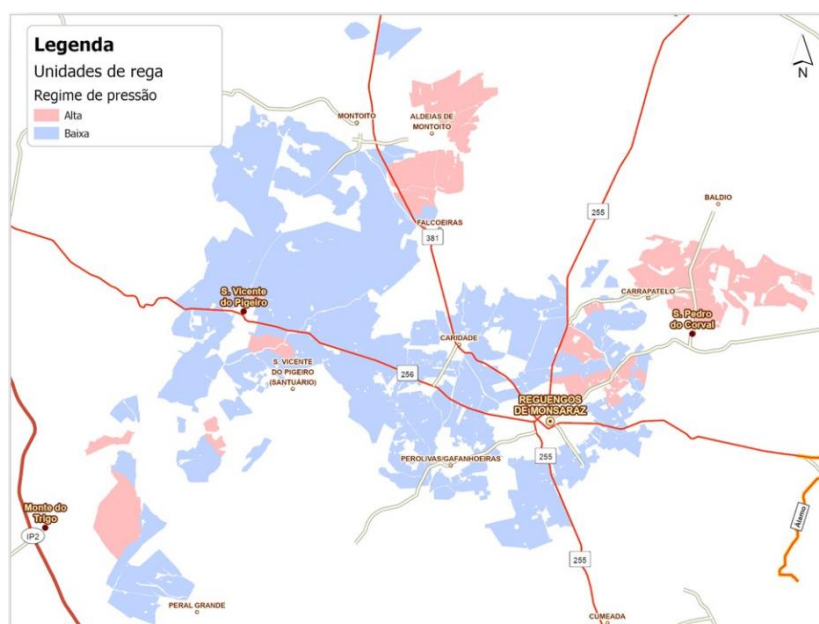 Legenda
Unidades de rega
Regime de pressão
Alta
Baixa
N
MONTOITO
ALDEIAS DE
MONTOITO
BALDIO
255
FALCOEIRAS
381
CARRAPATELO
S. Vicente
do Pigeiro
S. Pedro
do Corval
CARIDADE
S. VICENTE
DO PIGEIRO
(SANTUÁRIO)
256
REGUENGOS
DE MONSARAZ
255
PEROLIVAS/GAFANHOEIRAS
Monte do
Trigo
IP2
Álamo
255
PERAL GRANDE
CUMEADA